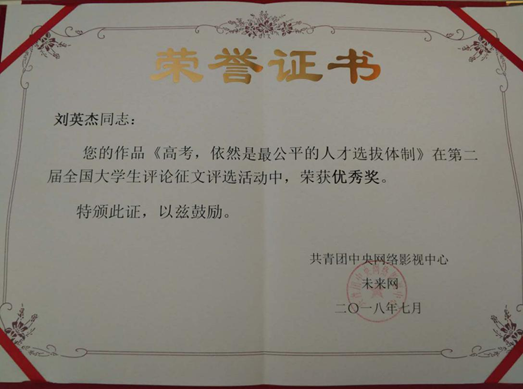 荣誉证书
刘英杰同志：
您的作品《高考，依然是最公平的人才选拔体制》在第二
届全国大学生评论征文评选活动中，荣获优秀奖。
特颁此证，以兹鼓励。
共青团中央网络影视中心
未来网
二〇一八年七月